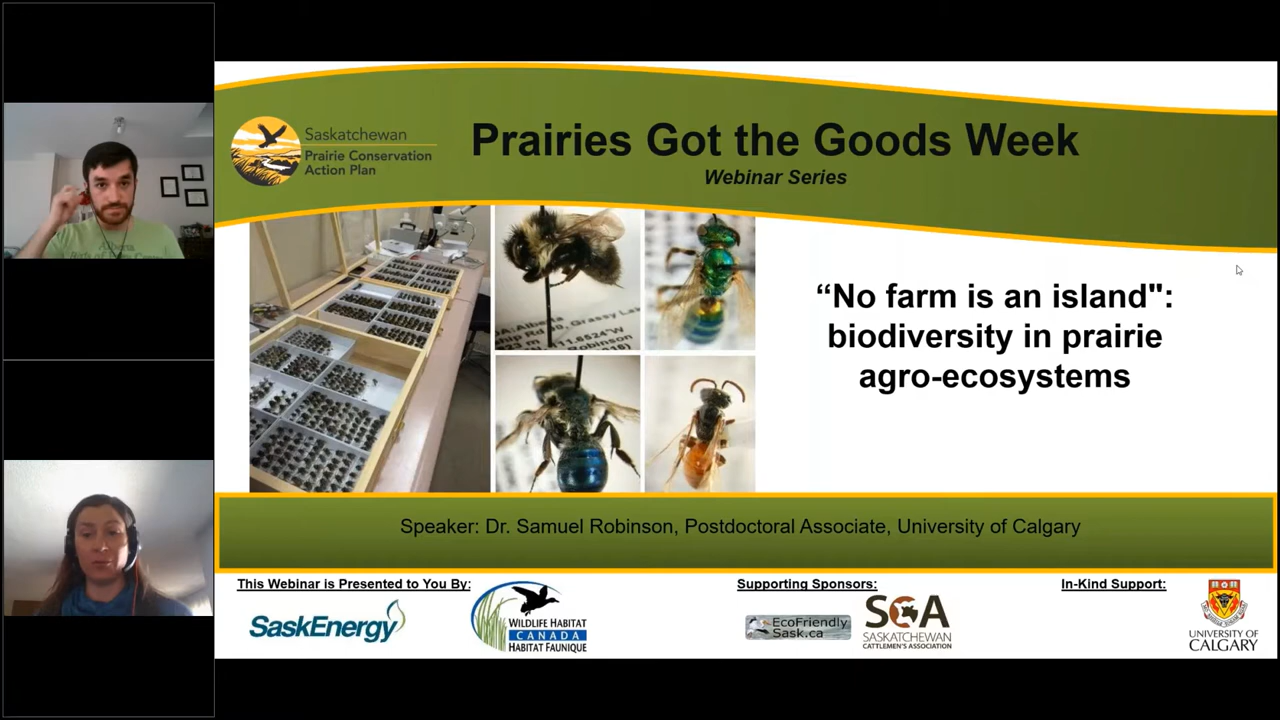 Saskatchewan
Prairie Conservation
Action Plan
Prairies Got the Goods Week
Webinar Series
“No farm is an island":
biodiversity in prairie
agro-ecosystems
Speaker: Dr. Samuel Robinson, Postdoctoral Associate, University of Calgary
This Webinar is Presented to You By:
SaskEnergy
WILDLIFE HABITAT
CANADA
HABITAT FAUNIQUE
Supporting Sponsors:
EcoFriendly
Sask.ca
SCA
SASKATCHEWAN
CATTLEMEN'S ASSOCIATION
In-Kind Support:
UNIVERSITY OF
CALGARY